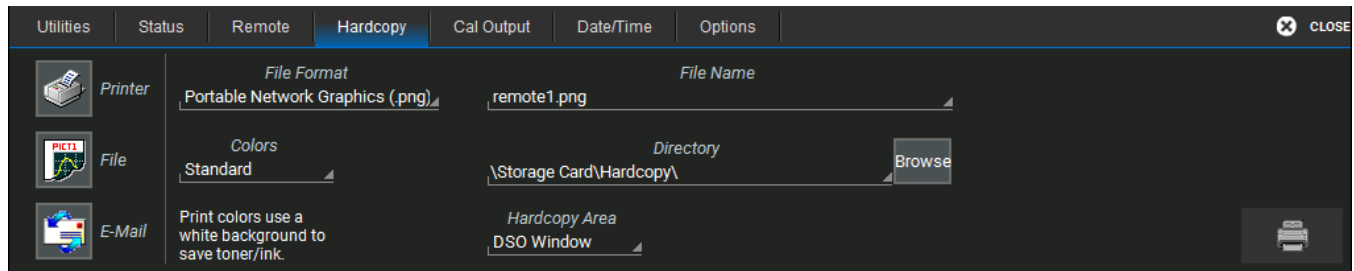 Utilities Status Remote Hardcopy Cal Output Date/Time Options CLOSE
Printer
File Format
Portable Network Graphics (.png)
File Name
remote1.png
PICT1
File
Colors
Standard
Directory
\Storage Card\Hardcopy\
Browse
E-Mail
Print colors use a
white background to
save toner/ink.
Hardcopy Area
DSO Window